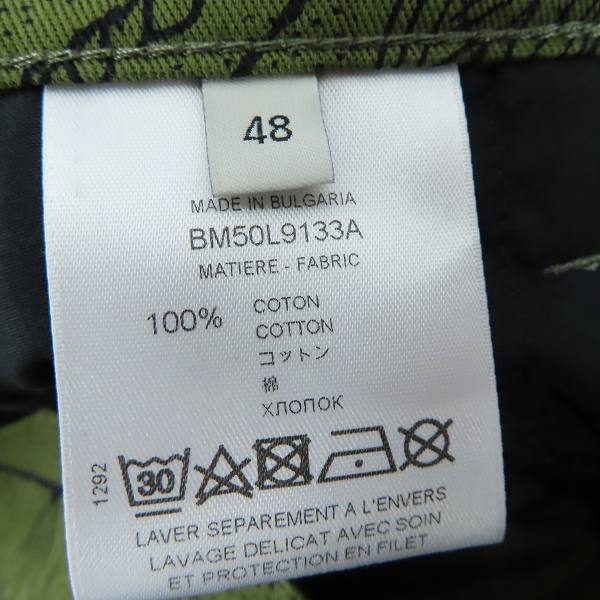 48
MADE IN BULGARIA
BM50L9133A
MATIERE - FABRIC
100% COTON
COTTON
コットン
棉
ХЛОПОК
1292
30
LAVER SEPAREMENT A L'ENVERS
LAVAGE DELICAT AVEC SOIN
ET PROTECTION EN FILET